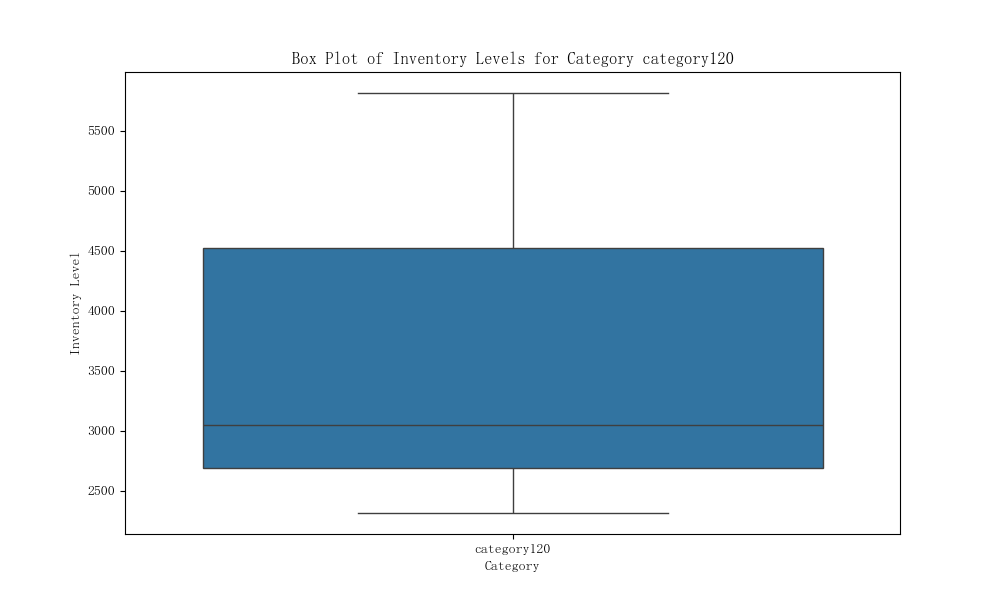 Box Plot of Inventory Levels for Category category120
5500
5000
4500
4000
3500
3000
2500
Inventory Level
category120
Category